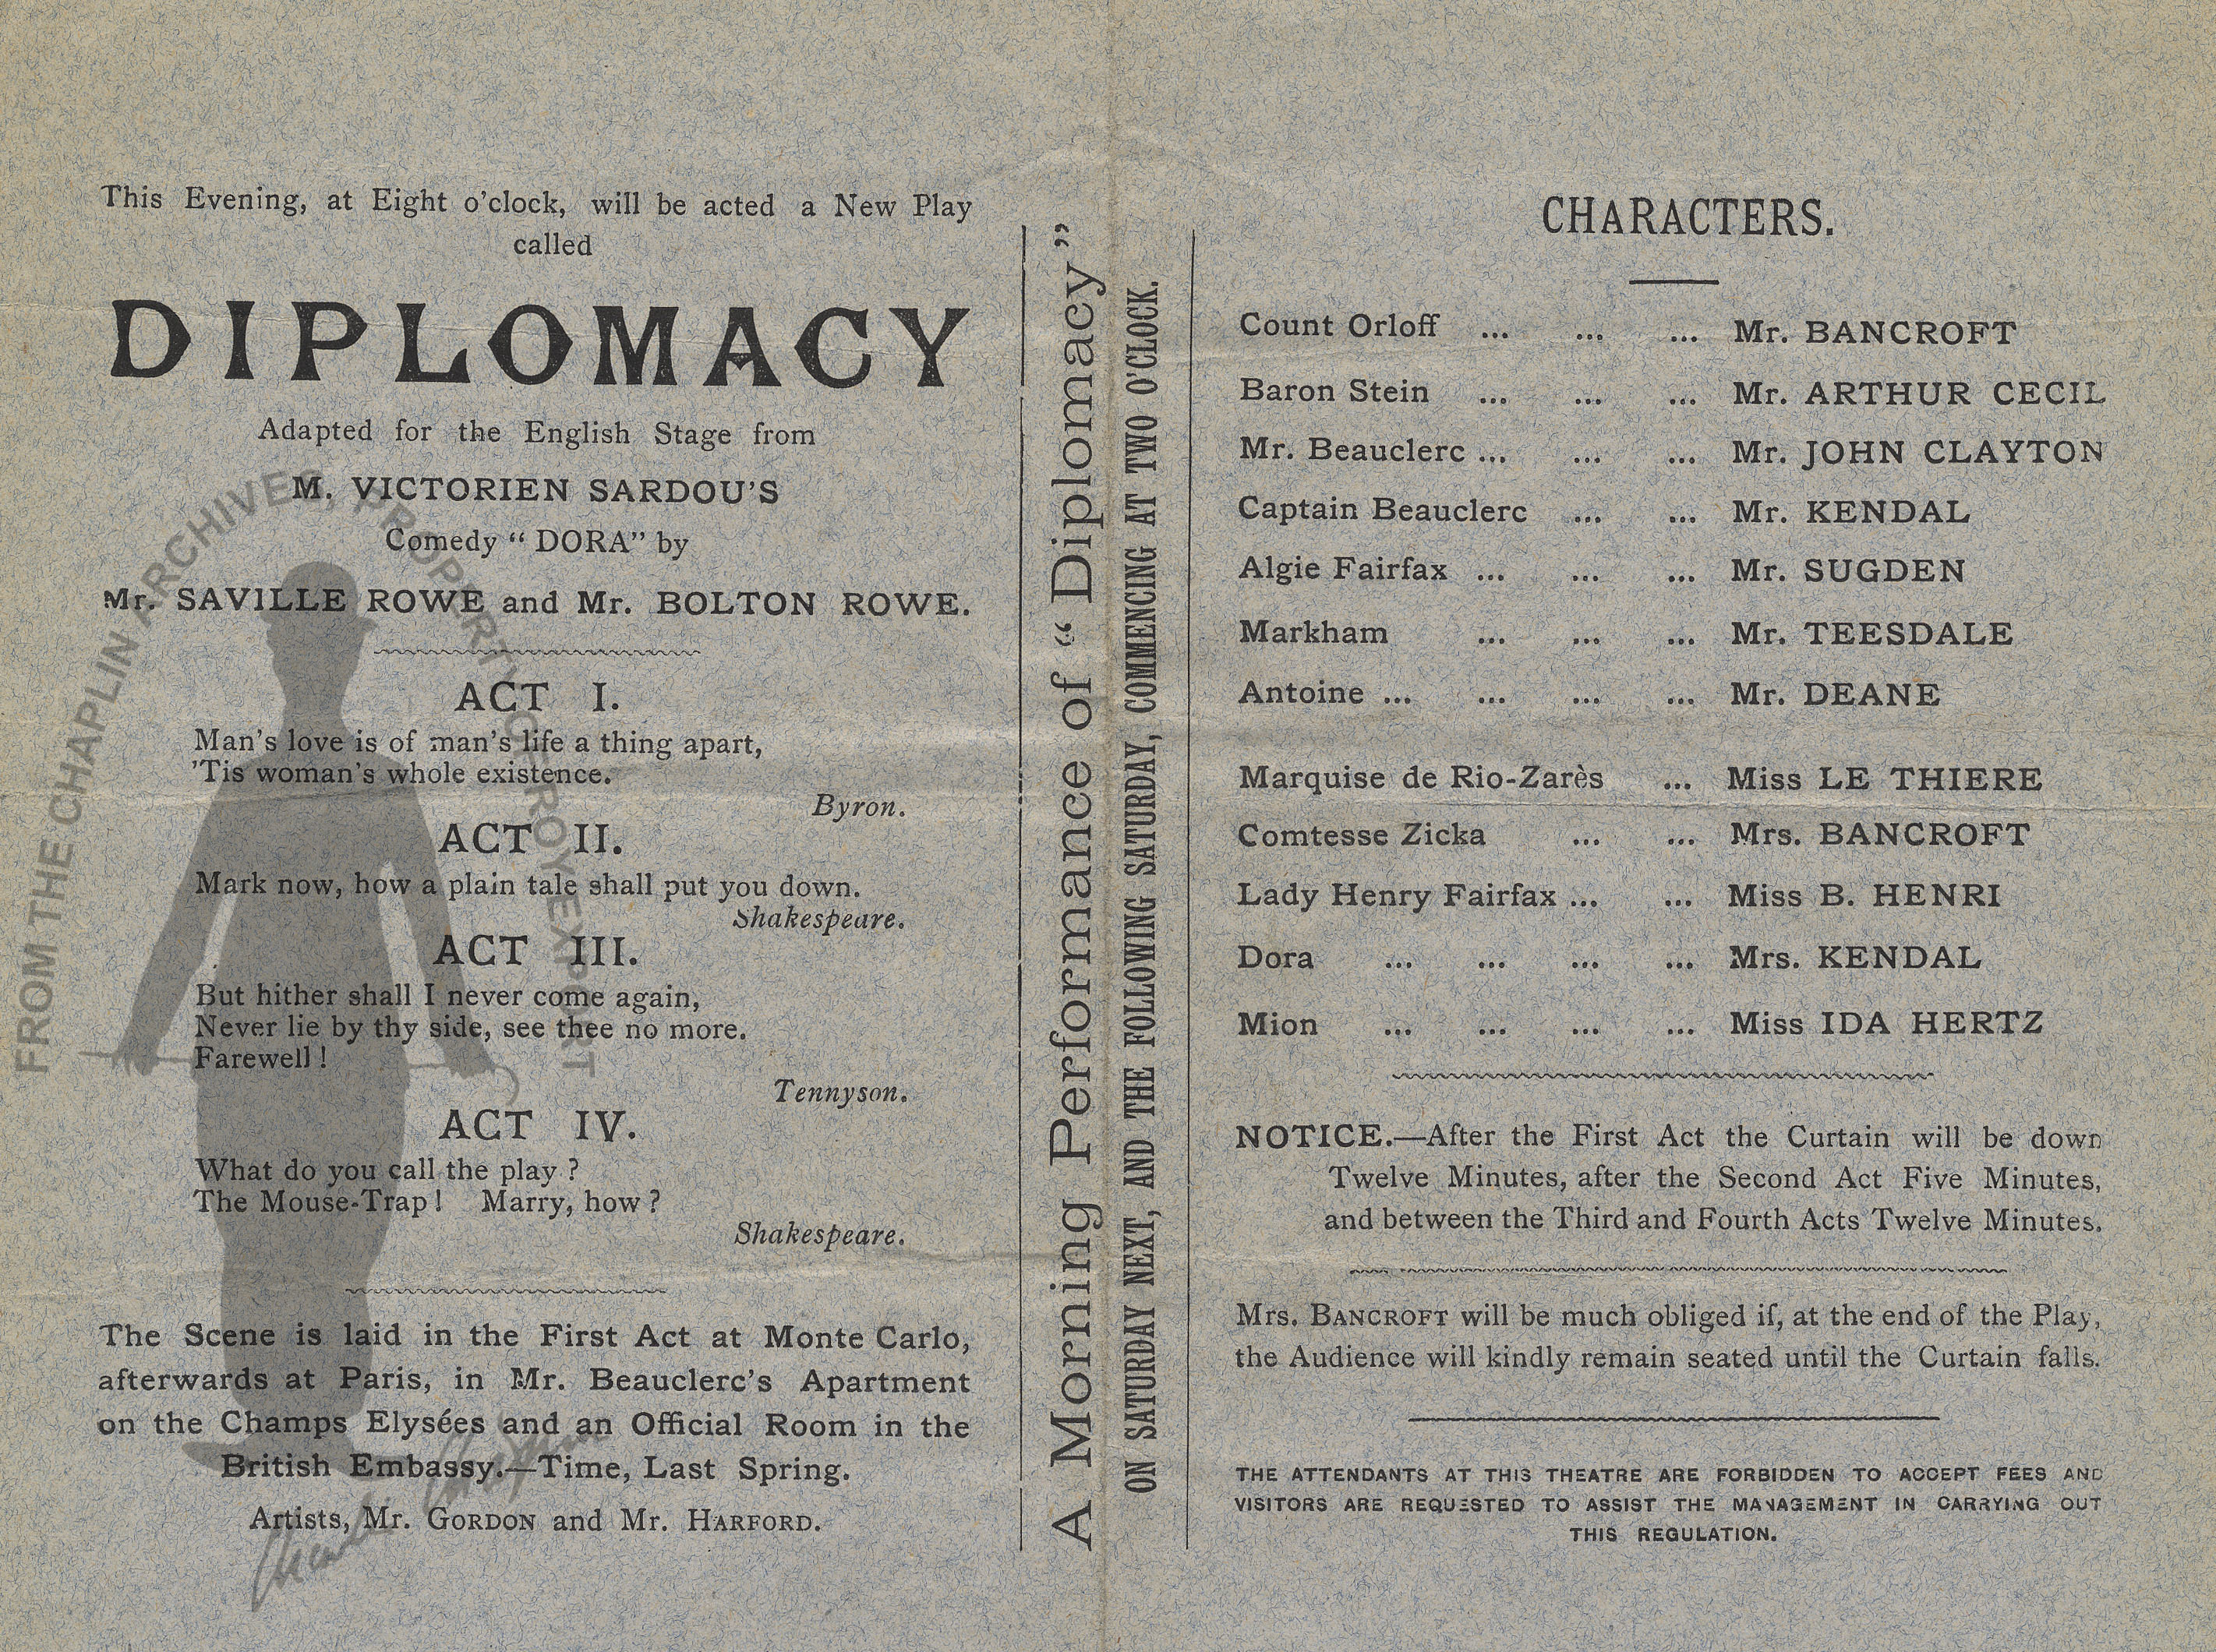 This Evening, at Eight o'clock, will be acted a New Play
called
DIPLOMACY
Adapted for the English Stage from
M. VICTORIEN SARDOU'S
Comedy “ DORA” by
Mr. SAVILLE ROWE and Mr. BOLTON ROWE.
ACT I.
Man's love is of man's life a thing apart,
'Tis woman's whole existence.
Byron.
ACT II.
Mark now, how a plain tale shall put you down.
Shakespeare.
ACT III.
But hither shall I never come again,
Never lie by thy side, see thee no more.
Farewell !
Tennyson.
ACT IV.
What do you call the play ?
The Mouse-Trap ! Marry, how ?
Shakespeare.
The Scene is laid in the First Act at Monte Carlo,
afterwards at Paris, in Mr. Beauclerc's Apartment
on the Champs Elysées and an Official Room in the
British Embassy.—Time, Last Spring.
Artists, Mr. GORDON and Mr. HARFORD.
FROM THE CHAPLIN ARCHIVES, PROPERTY OF ROY EXPORT
A Morning Performance of “ Diplomacy”
ON SATURDAY NEXT, AND THE FOLLOWING SATURDAY, COMMENCING AT TWO O'CLOCK.
CHARACTERS.
Count Orloff ... ... ... Mr. BANCROFT
Baron Stein ... ... ... Mr. ARTHUR CECIL
Mr. Beauclerc ... ... ... Mr. JOHN CLAYTON
Captain Beauclerc ... ... Mr. KENDAL
Algie Fairfax ... ... ... Mr. SUGDEN
Markham ... ... ... Mr. TEESDALE
Antoine ... ... ... ... Mr. DEANE
Marquise de Rio-Zarès ... Miss LE THIERE
Comtesse Zicka ... ... Mrs. BANCROFT
Lady Henry Fairfax ... ... Miss B. HENRI
Dora ... ... ... ... Mrs. KENDAL
Mion ... ... ... ... Miss IDA HERTZ
NOTICE.—After the First Act the Curtain will be down
Twelve Minutes, after the Second Act Five Minutes,
and between the Third and Fourth Acts Twelve Minutes.
Mrs. BANCROFT will be much obliged if, at the end of the Play,
the Audience will kindly remain seated until the Curtain falls.
THE ATTENDANTS AT THIS THEATRE ARE FORBIDDEN TO ACCEPT FEES AND
VISITORS ARE REQUESTED TO ASSIST THE MANAGEMENT IN CARRYING OUT
THIS REGULATION.